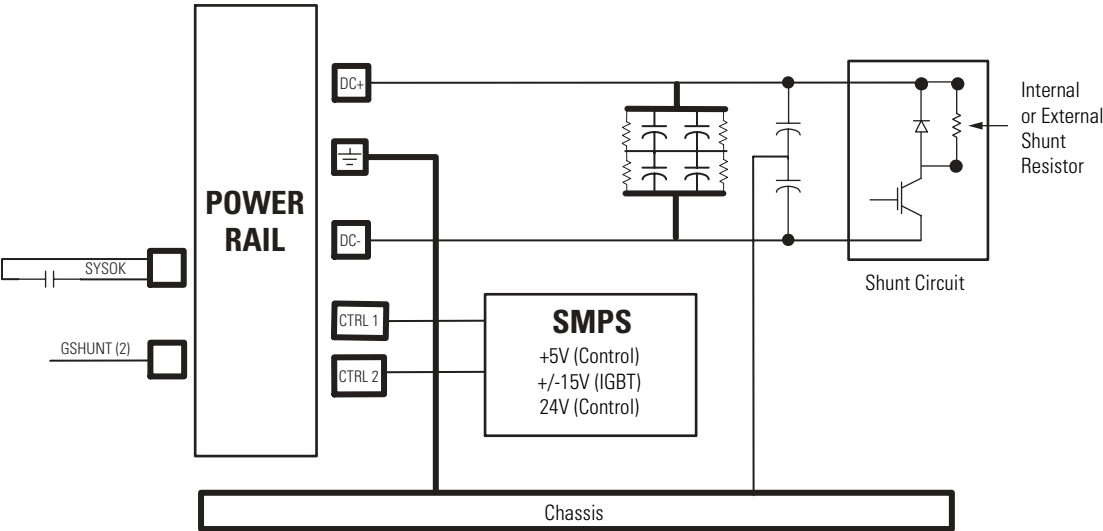 DC+
Internal
or External
Shunt
Resistor
POWER
RAIL
DC-
SYSOK
Shunt Circuit
CTRL 1
SMPS
+5V (Control)
+/-15V (IGBT)
24V (Control)
GSHUNT (2)
CTRL 2
Chassis